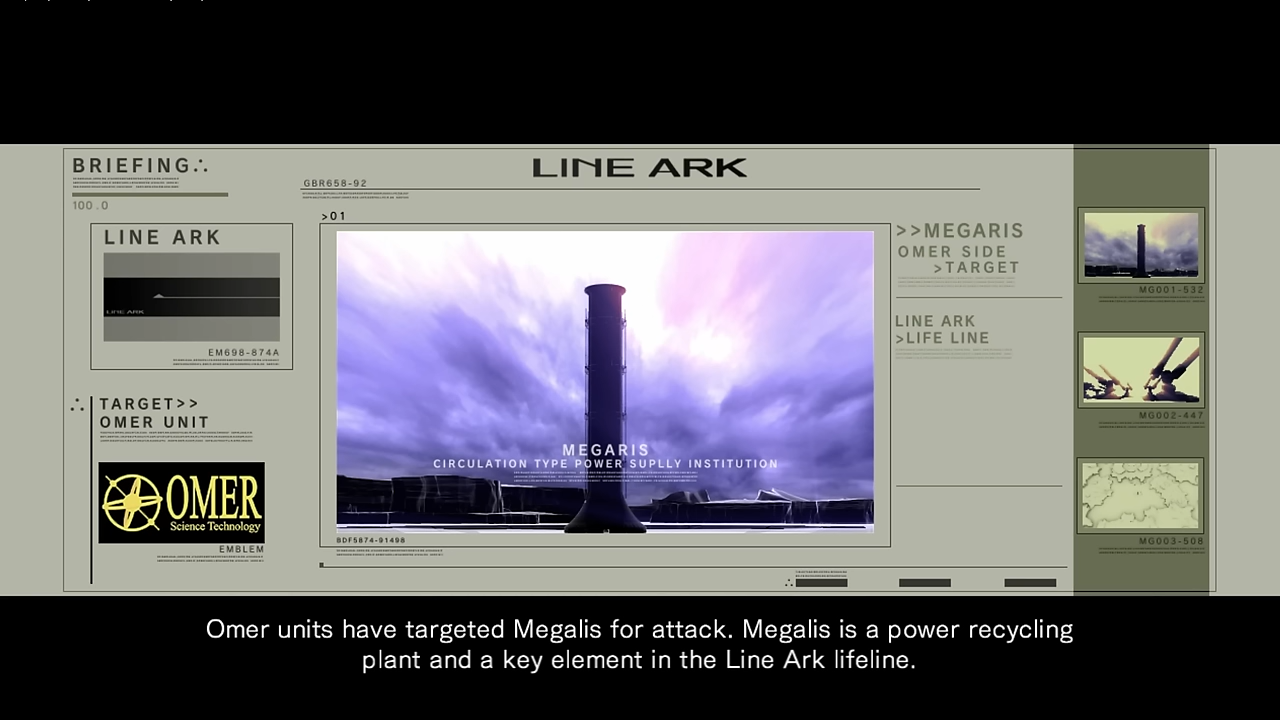 BRIEFING∴
100.0
LINE ARK
GBR658-92
>01
LINE ARK
LINE ARK
EM698-874A
∴ TARGET>>
OMER UNIT
OMER
Science Technology
EMBLEM
MEGARIS
CIRCULATION TYPE POWER SUPLLY INSTITUTION
BDF5874-91498
>>MEGARIS
OMER SIDE
>TARGET
LINE ARK
>LIFE LINE
MG001-532
MG002-447
MG003-508
Omer units have targeted Megalis for attack. Megalis is a power recycling
plant and a key element in the Line Ark lifeline.